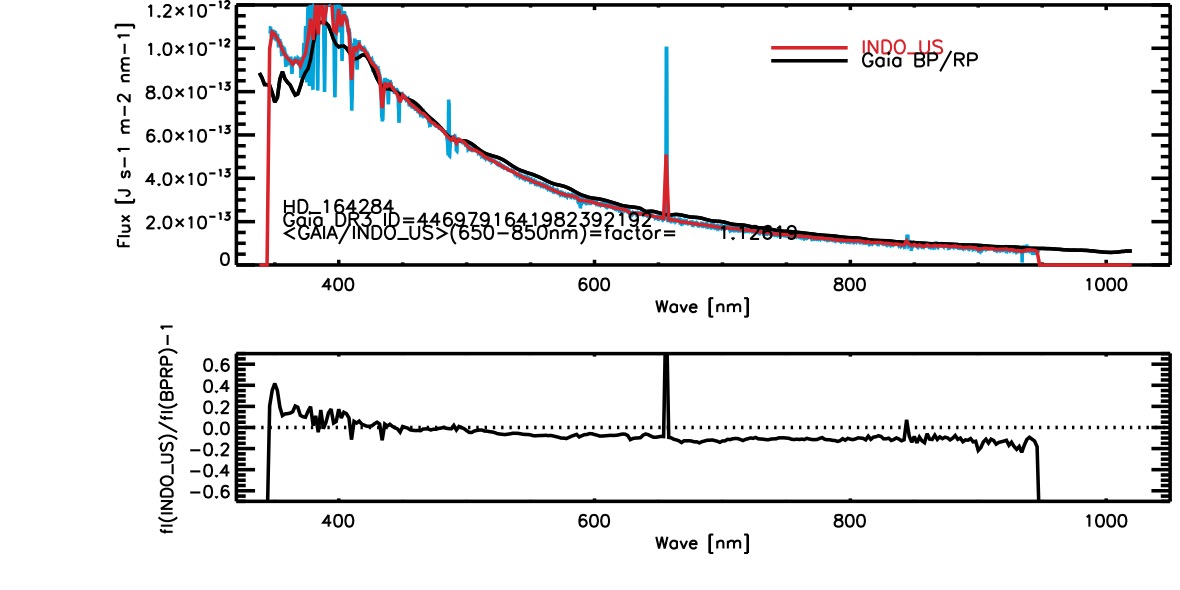 1.2×10−12
1.0×10−12
8.0×10−13
6.0×10−13
4.0×10−13
2.0×10−13
0
Flux [J s−1 m−2 nm−1]
INDO_US
Gaia BP/RP
HD_164284
Gaia DR3_ID=4469791641982392192
<GAIA/INDO_US>(650−850nm)=factor= 1.12619
400 600 800 1000
Wave [nm]
fl(INDO_US)/fl(BPRP)−1
0.6
0.4
0.2
0.0
−0.2
−0.4
−0.6
400 600 800 1000
Wave [nm]